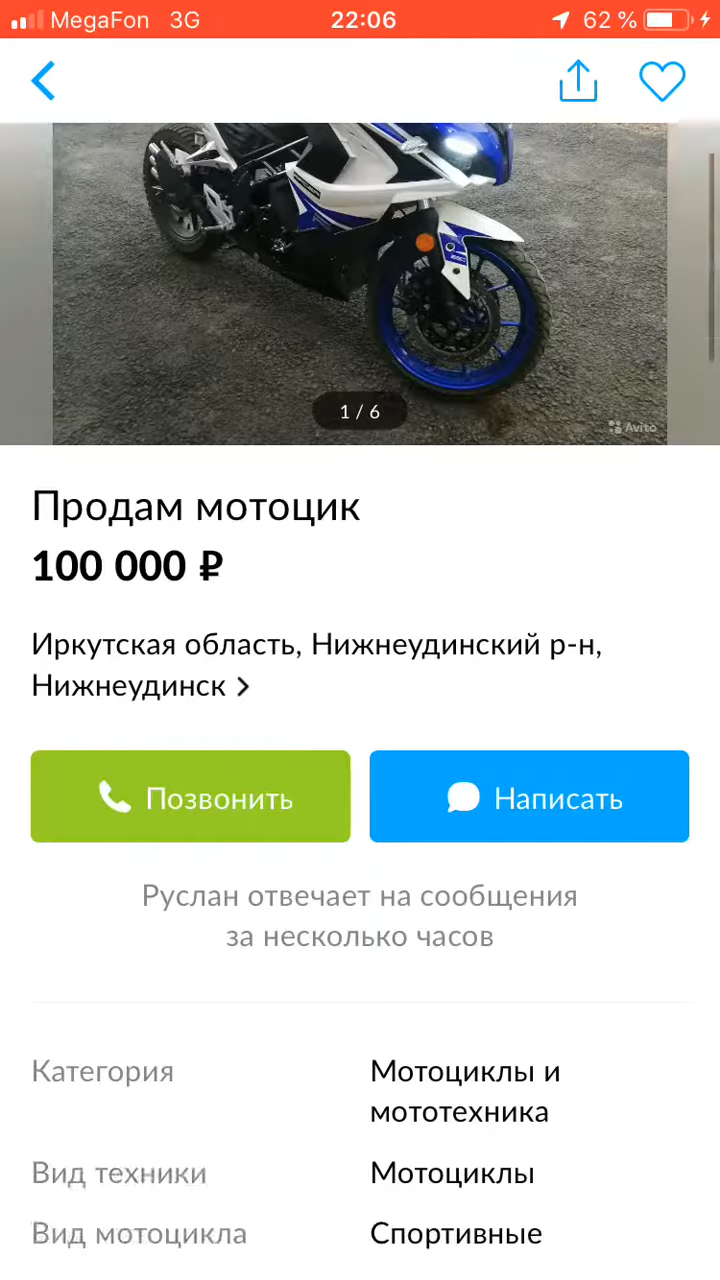 MegaFon 3G 22:06 62 %
1 / 6
Avito
Продам мотоцик
100 000 ₽
Иркутская область, Нижнеудинский р-н,
Нижнеудинск
Позвонить Написать
Руслан отвечает на сообщения
за несколько часов
Категория Мотоциклы и
мототехника
Вид техники Мотоциклы
Вид мотоцикла Спортивные